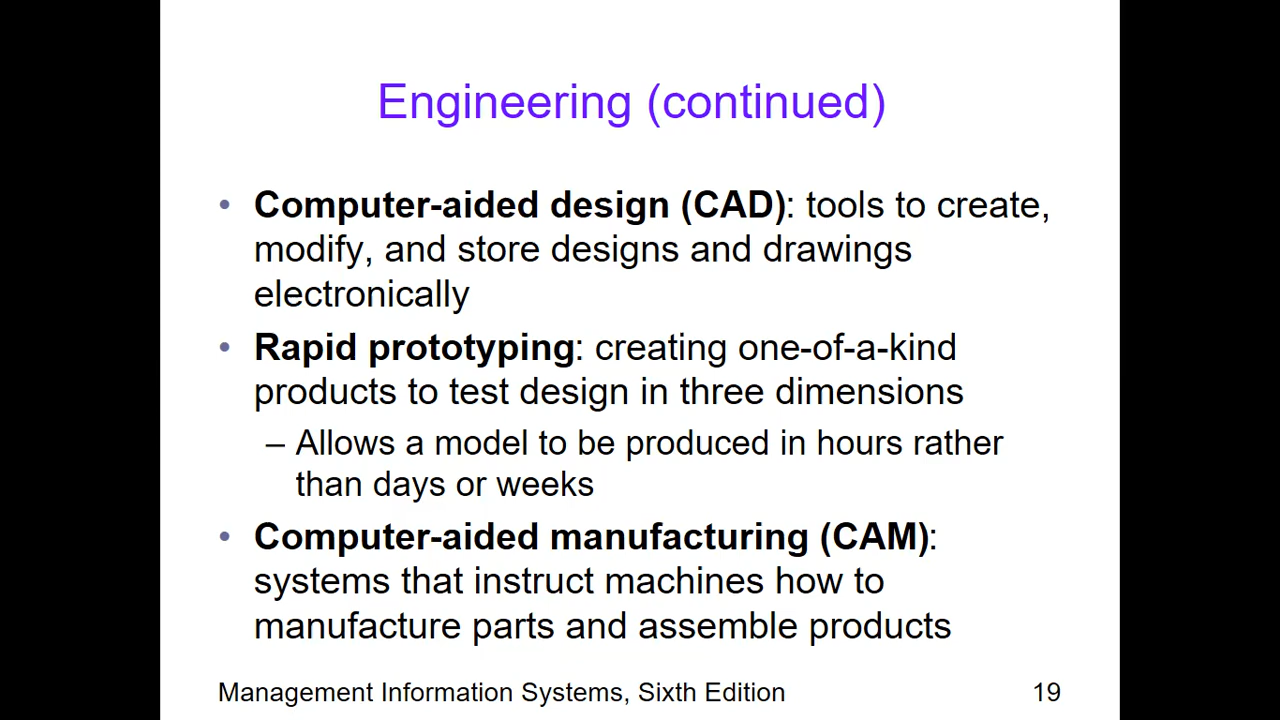 Engineering (continued)
• Computer-aided design (CAD): tools to create,
modify, and store designs and drawings
electronically
• Rapid prototyping: creating one-of-a-kind
products to test design in three dimensions
– Allows a model to be produced in hours rather
than days or weeks
• Computer-aided manufacturing (CAM):
systems that instruct machines how to
manufacture parts and assemble products
Management Information Systems, Sixth Edition 19